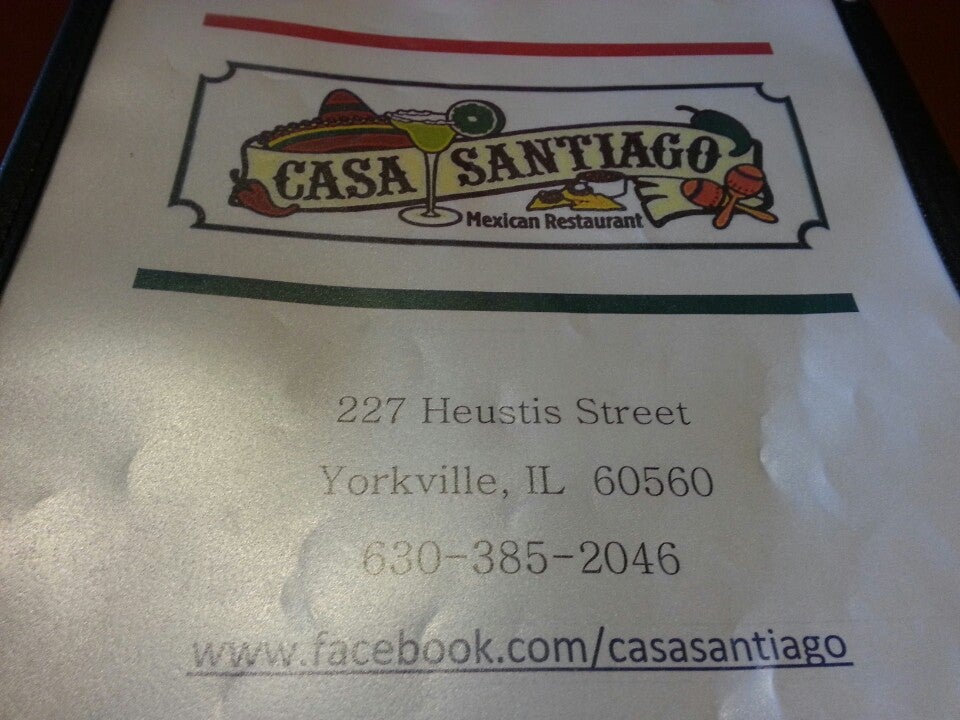 CASA SANTIAGO
Mexican Restaurant
227 Heustis Street
Yorkville, IL 60560
630-385-2046
www.facebook.com/casasantiago